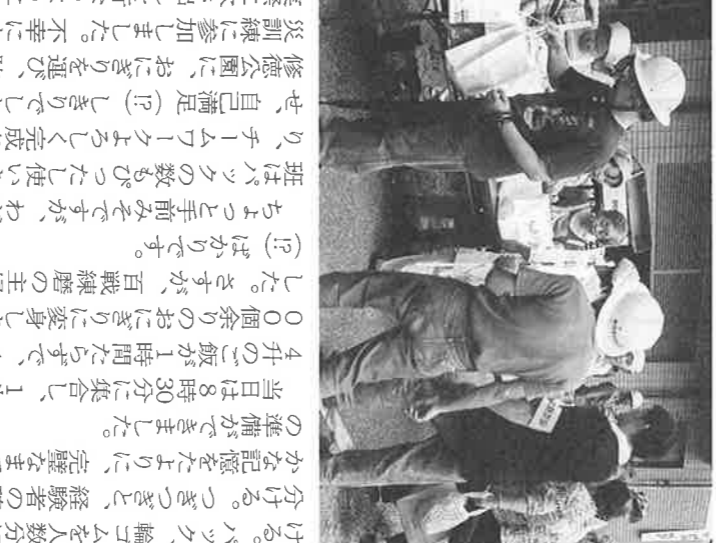 ける。パック、輪ゴムを人数分
分ける。つぎつぎと、経験者の
かな記憶をたよりに、完璧なま
の準備ができました。
当日は8時30分に集合し、1
4升のご飯が1時間たらずで、
00個余りのおにぎりに変身し
した。さすが、百戦練磨の主
(?!) ばかりです。
ちょっと手前みそですが、わ
班はパックの数もぴったし使い
り、チームワークよろしく完成
せ、自己満足 (?!) しきりでし
修徳公園に、おにぎりを運び、
災訓練に参加しました。不幸に